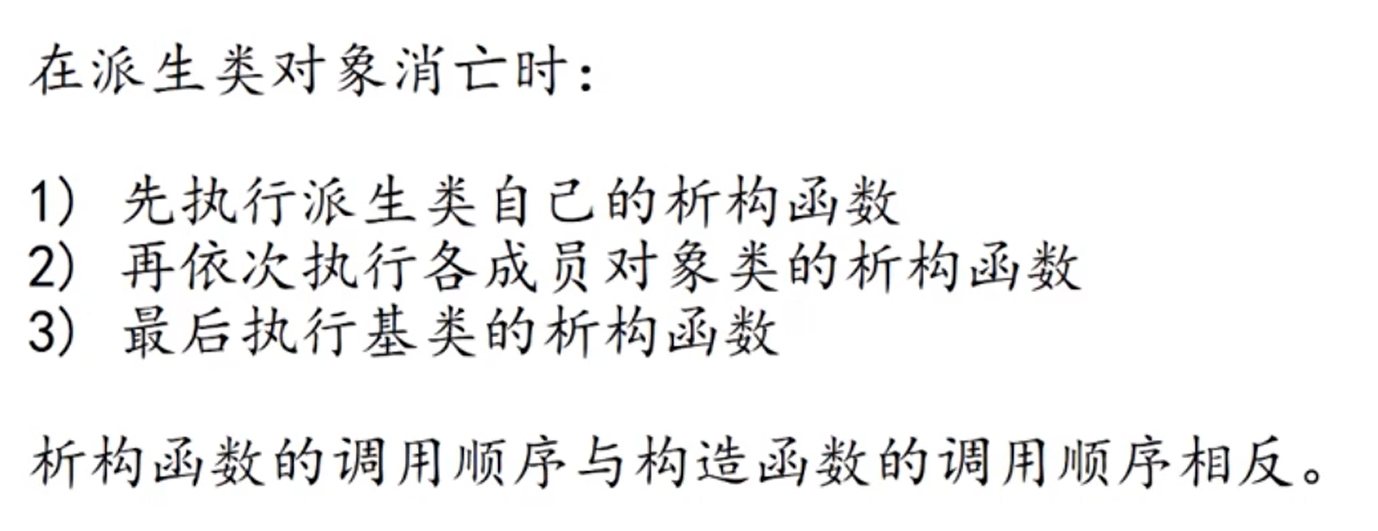 在派生类对象消亡时：
1) 先执行派生类自己的析构函数
2) 再依次执行各成员对象类的析构函数
3) 最后执行基类的析构函数
析构函数的调用顺序与构造函数的调用顺序相反。